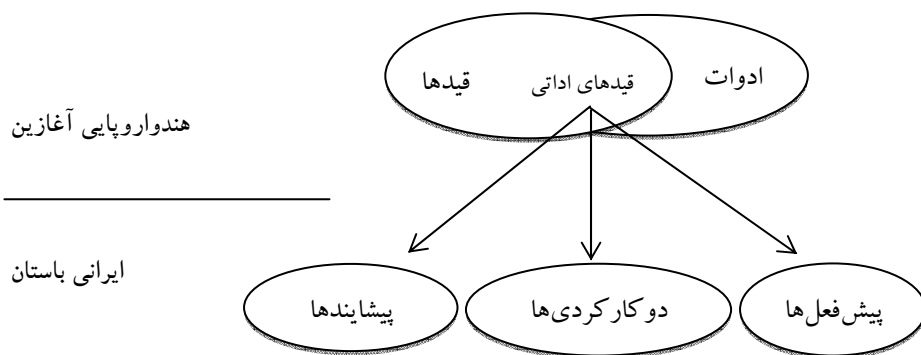 ادوات
قیدهای اداتی
قیدها
هندواروپایی آغازین
ایرانی باستان
پیش‌فعل‌ها
دوکارکردی‌ها
پیشایندها